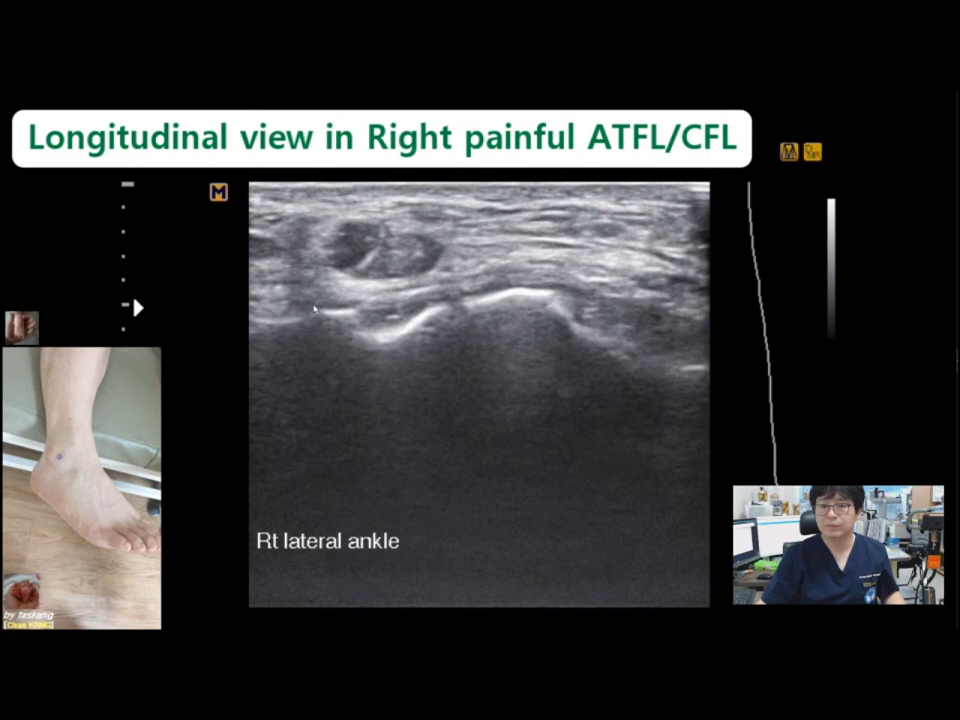 Longitudinal view in Right painful ATFL/CFL
M
Rt lateral ankle
by faskang
[Chan KANG]